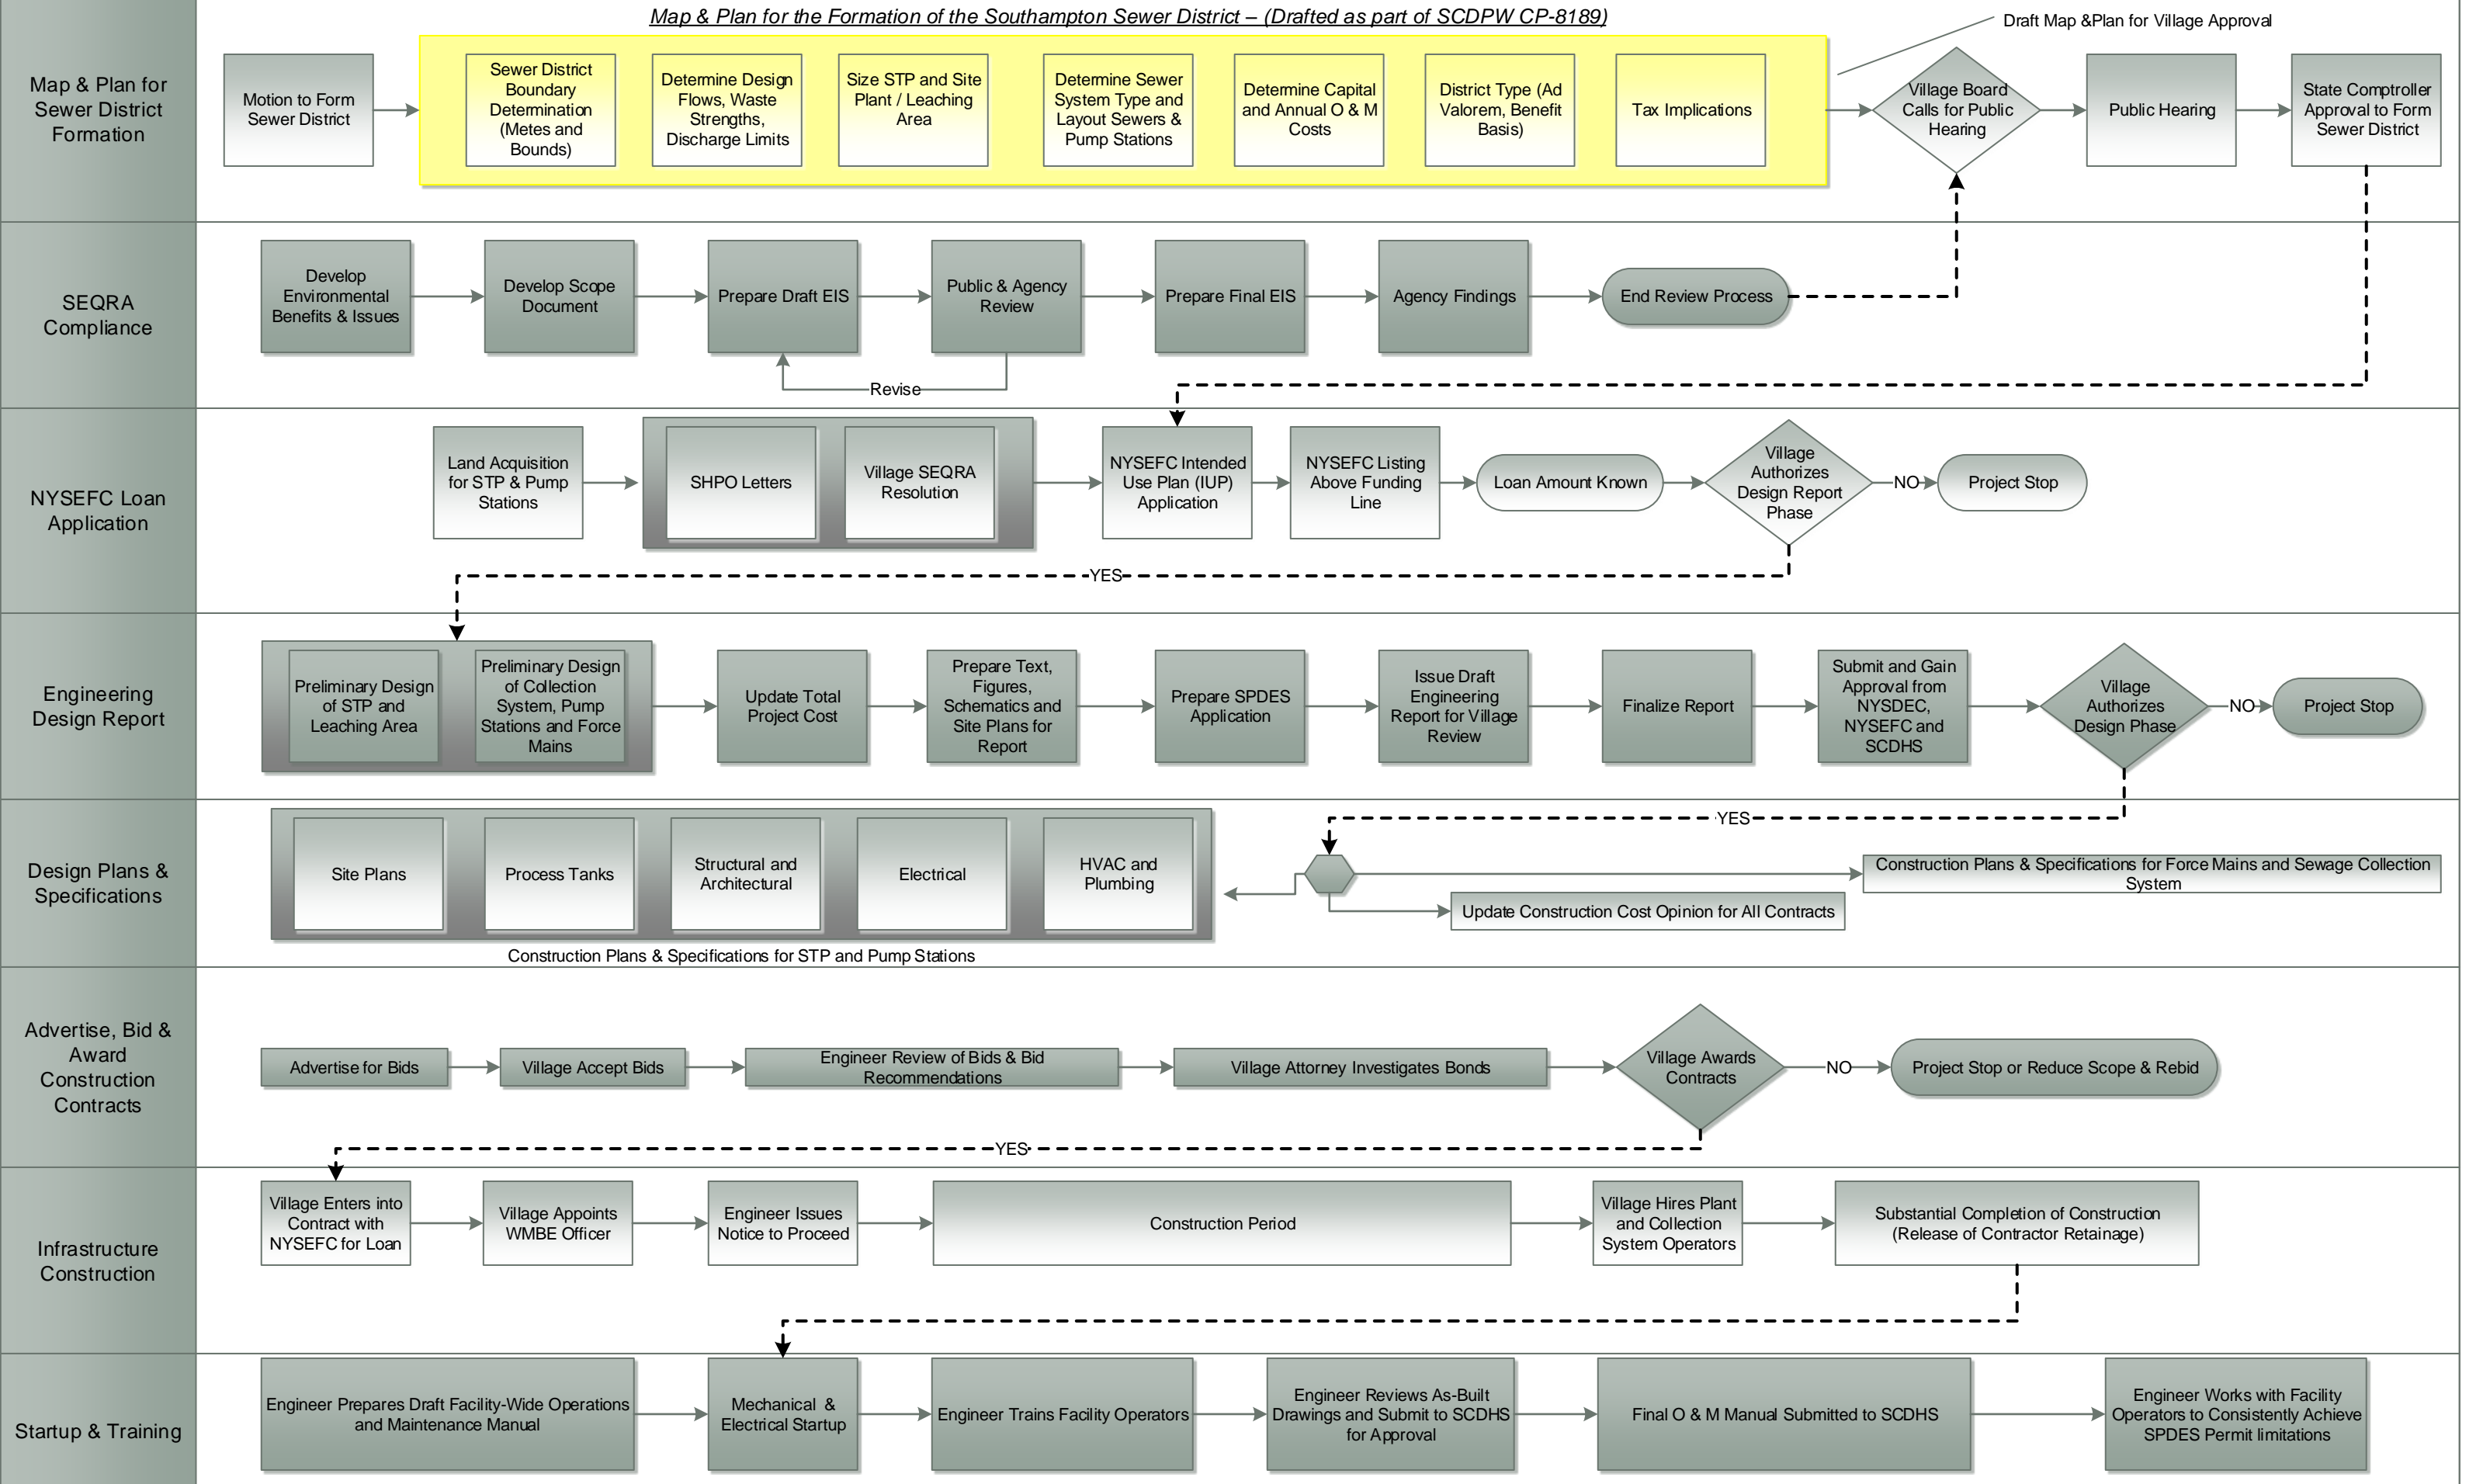 Map & Plan for the Formation of the Southampton Sewer District – (Drafted as part of SCDPW CP-8189)
Draft Map &Plan for Village Approval
Map & Plan for
Sewer District
Formation
Motion to Form
Sewer District
Sewer District
Boundary
Determination
(Metes and
Bounds)
Determine Design
Flows, Waste
Strengths,
Discharge Limits
Size STP and Site
Plant / Leaching
Area
Determine Sewer
System Type and
Layout Sewers &
Pump Stations
Determine Capital
and Annual O & M
Costs
District Type (Ad
Valorem, Benefit
Basis)
Tax Implications
Village Board
Calls for Public
Hearing
Public Hearing
State Comptroller
Approval to Form
Sewer District
SEQRA
Compliance
Develop
Environmental
Benefits & Issues
Develop Scope
Document
Prepare Draft EIS
Public & Agency
Review
Prepare Final EIS
Agency Findings
End Review Process
Revise
NYSEFC Loan
Application
Land Acquisition
for STP & Pump
Stations
SHPO Letters
Village SEQRA
Resolution
NYSEFC Intended
Use Plan (IUP)
Application
NYSEFC Listing
Above Funding
Line
Loan Amount Known
Village
Authorizes
Design Report
Phase
NO
Project Stop
YES
Engineering
Design Report
Preliminary Design
of STP and
Leaching Area
Preliminary Design
of Collection
System, Pump
Stations and Force
Mains
Update Total
Project Cost
Prepare Text,
Figures,
Schematics and
Site Plans for
Report
Prepare SPDES
Application
Issue Draft
Engineering
Report for Village
Review
Finalize Report
Submit and Gain
Approval from
NYSDEC,
NYSEFC and
SCDHS
Village
Authorizes
Design Phase
NO
Project Stop
YES
Design Plans &
Specifications
Site Plans
Process Tanks
Structural and
Architectural
Electrical
HVAC and
Plumbing
Construction Plans & Specifications for Force Mains and Sewage Collection
System
Update Construction Cost Opinion for All Contracts
Construction Plans & Specifications for STP and Pump Stations
Advertise, Bid &
Award
Construction
Contracts
Advertise for Bids
Village Accept Bids
Engineer Review of Bids & Bid
Recommendations
Village Attorney Investigates Bonds
Village Awards
Contracts
NO
Project Stop or Reduce Scope & Rebid
YES
Infrastructure
Construction
Village Enters into
Contract with
NYSEFC for Loan
Village Appoints
WMBE Officer
Engineer Issues
Notice to Proceed
Construction Period
Village Hires Plant
and Collection
System Operators
Substantial Completion of Construction
(Release of Contractor Retainage)
Startup & Training
Engineer Prepares Draft Facility-Wide Operations
and Maintenance Manual
Mechanical &
Electrical Startup
Engineer Trains Facility Operators
Engineer Reviews As-Built
Drawings and Submit to SCDHS
for Approval
Final O & M Manual Submitted to SCDHS
Engineer Works with Facility
Operators to Consistently Achieve
SPDES Permit limitations